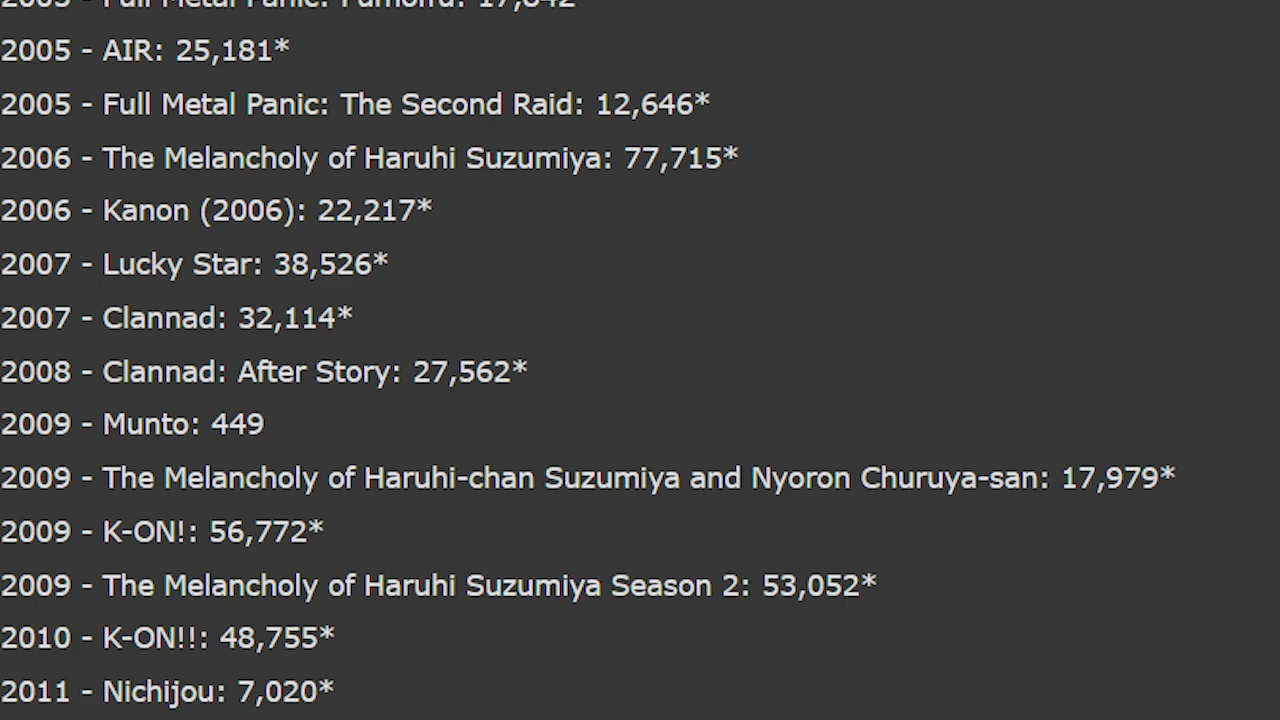 2005 - AIR: 25,181*
2005 - Full Metal Panic: The Second Raid: 12,646*
2006 - The Melancholy of Haruhi Suzumiya: 77,715*
2006 - Kanon (2006): 22,217*
2007 - Lucky Star: 38,526*
2007 - Clannad: 32,114*
2008 - Clannad: After Story: 27,562*
2009 - Munto: 449
2009 - The Melancholy of Haruhi-chan Suzumiya and Nyoron Churuya-san: 17,979*
2009 - K-ON!: 56,772*
2009 - The Melancholy of Haruhi Suzumiya Season 2: 53,052*
2010 - K-ON!!: 48,755*
2011 - Nichijou: 7,020*